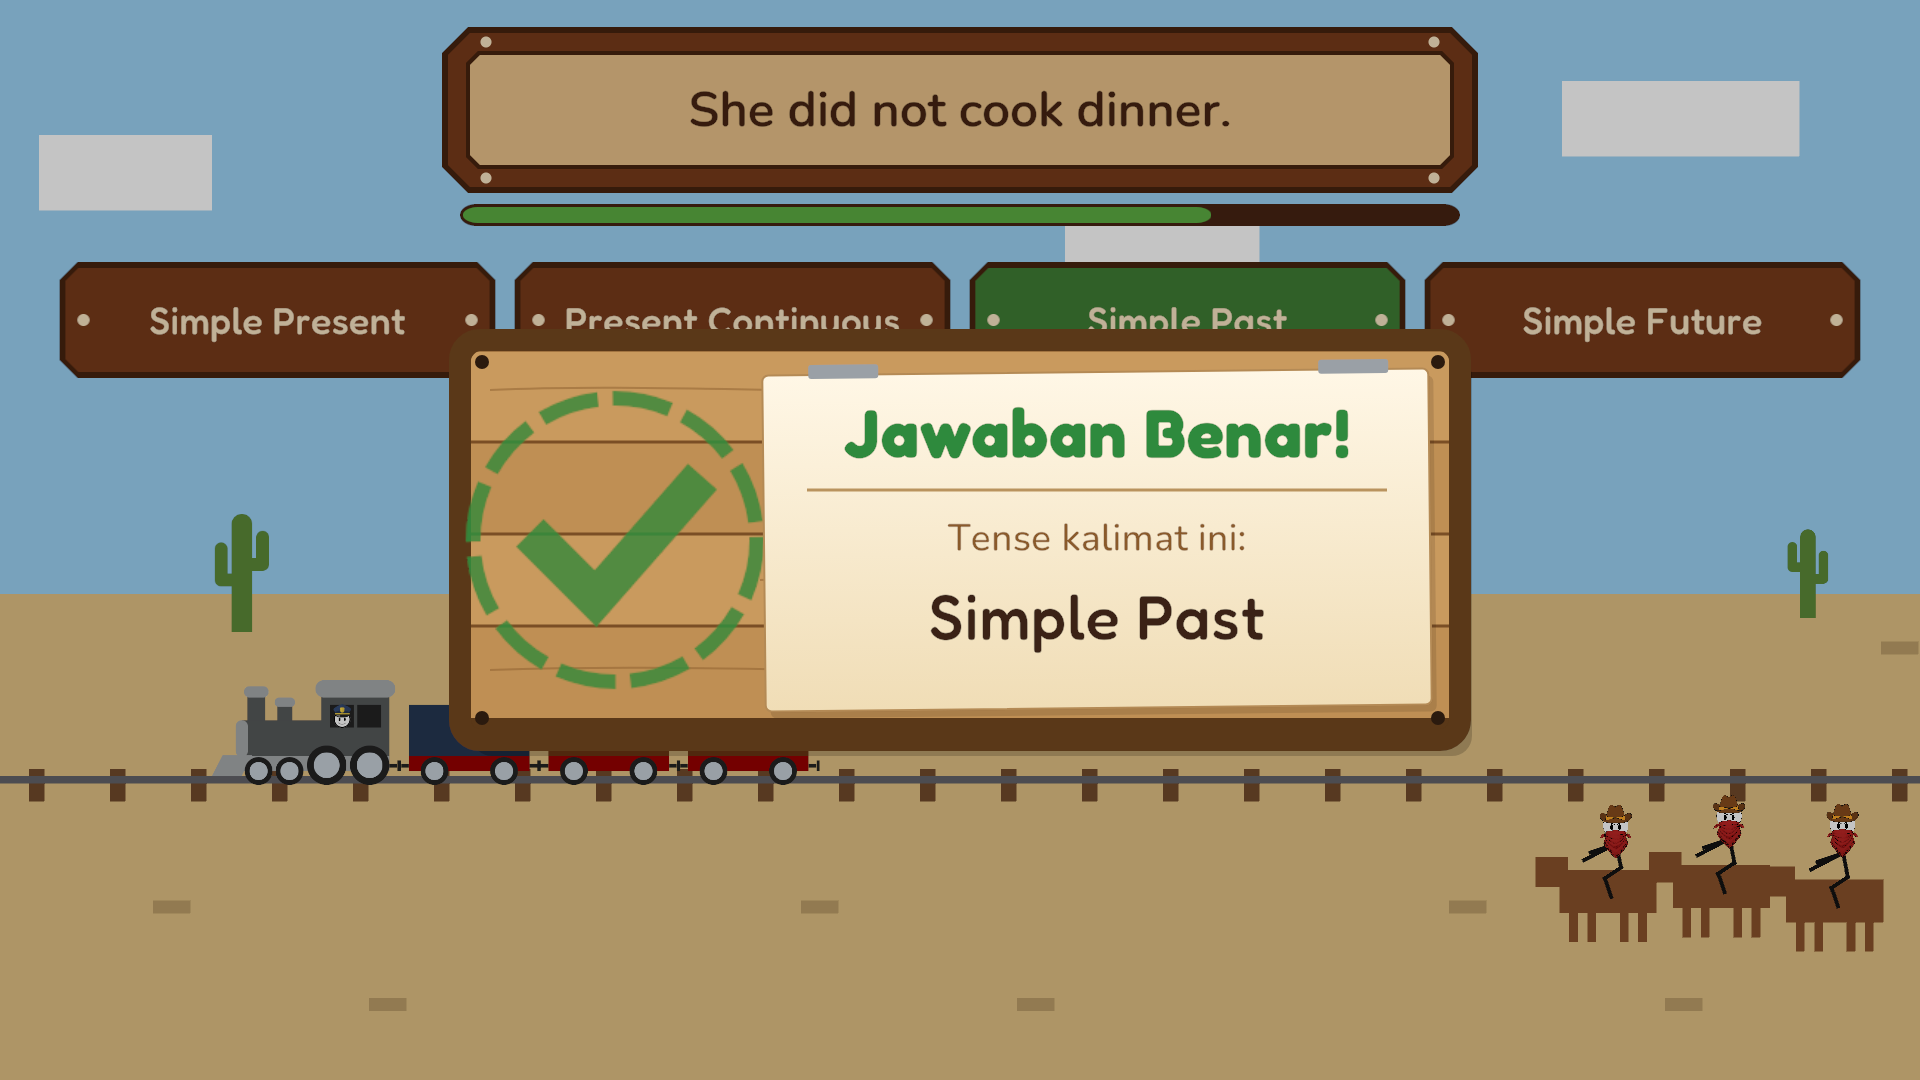 She did not cook dinner.
Simple Present
Present Continuous
Simple Past
Simple Future
Jawaban Benar!
Tense kalimat ini:
Simple Past